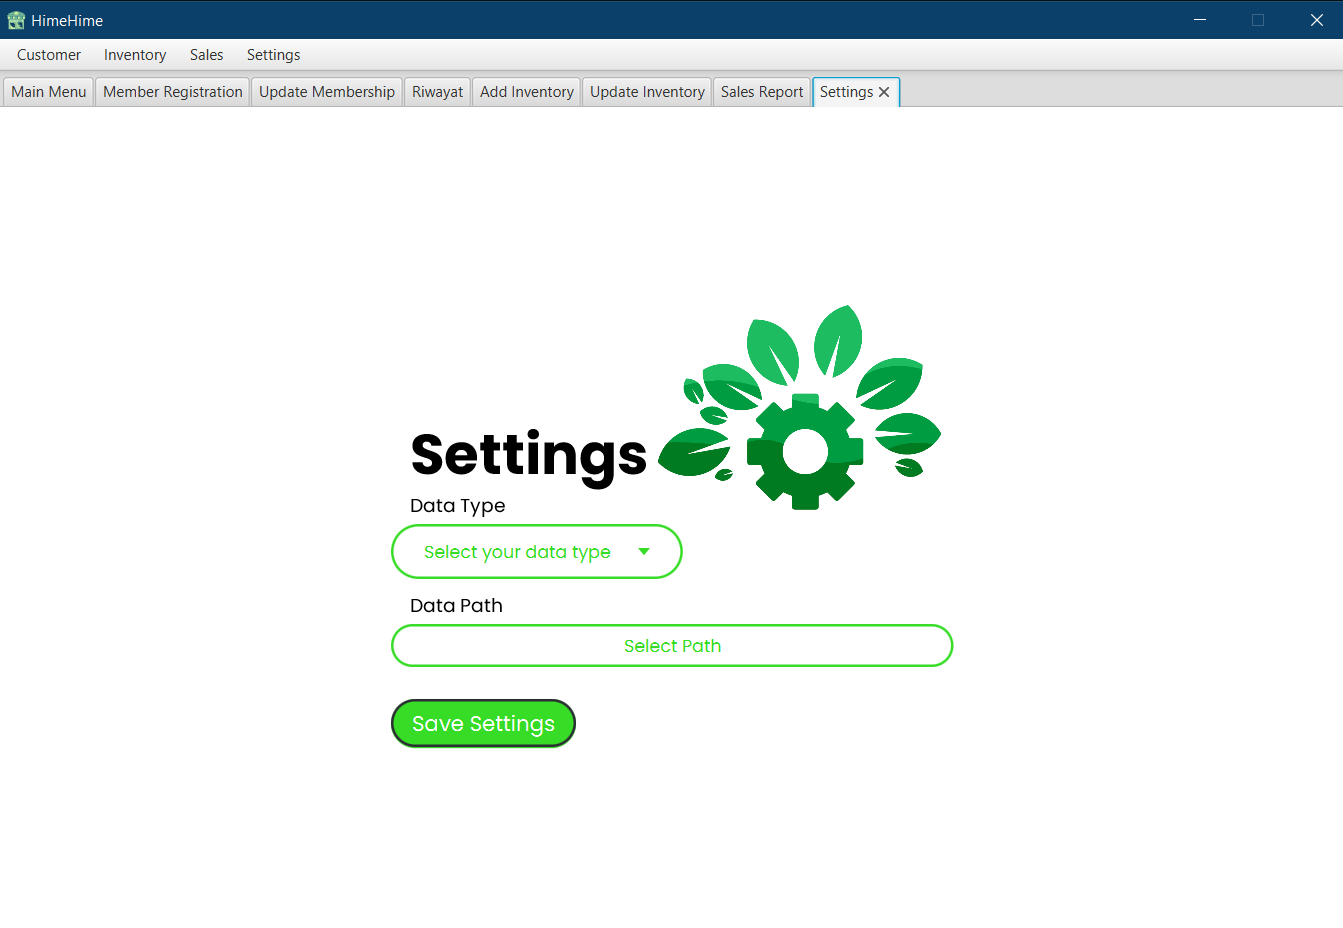 HimeHime
Customer Inventory Sales Settings
Main Menu Member Registration Update Membership Riwayat Add Inventory Update Inventory Sales Report Settings
Settings
Data Type
Select your data type
Data Path
Select Path
Save Settings